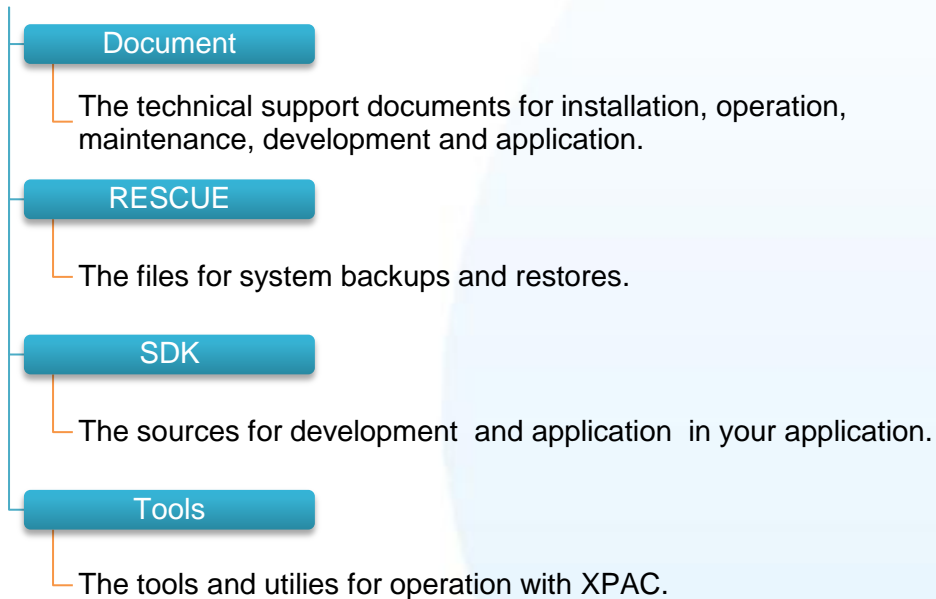 Document
The technical support documents for installation, operation,
maintenance, development and application.
RESCUE
The files for system backups and restores.
SDK
The sources for development  and application  in your application.
Tools
The tools and utilies for operation with XPAC.